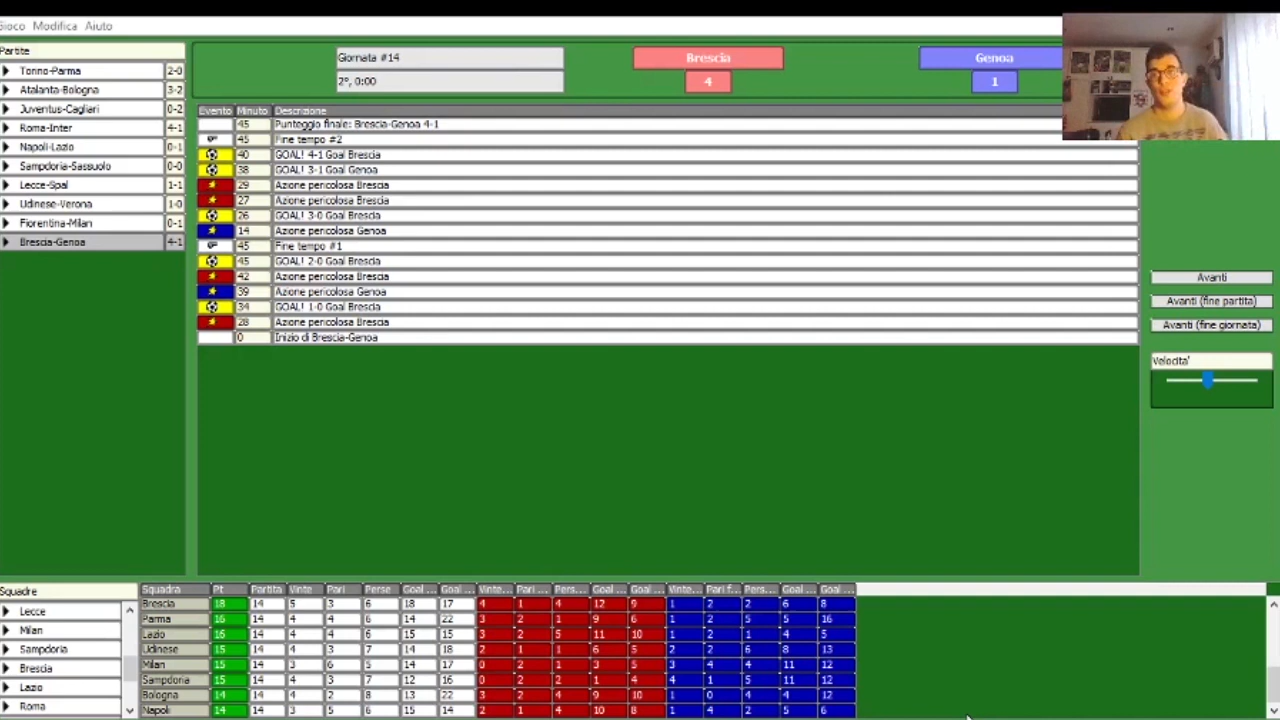 Gioco Modifica Aiuto
Partite
Torino-Parma 2-0
Atalanta-Bologna 3-2
Juventus-Cagliari 0-2
Roma-Inter 4-1
Napoli-Lazio 0-1
Sampdoria-Sassuolo 0-0
Lecce-Spal 1-1
Udinese-Verona 1-0
Fiorentina-Milan 0-1
Brescia-Genoa 4-1
Giornata #14
2°, 0:00
Brescia
4
Genoa
1
Evento Minuto Descrizione
45 Punteggio finale: Brescia-Genoa 4-1
45 Fine tempo #2
40 GOAL! 4-1 Goal Brescia
38 GOAL! 3-1 Goal Genoa
29 Azione pericolosa Brescia
27 Azione pericolosa Brescia
26 GOAL! 3-0 Goal Brescia
14 Azione pericolosa Genoa
45 Fine tempo #1
45 GOAL! 2-0 Goal Brescia
42 Azione pericolosa Brescia
39 Azione pericolosa Genoa
34 GOAL! 1-0 Goal Brescia
28 Azione pericolosa Brescia
0 Inizio di Brescia-Genoa
Avanti
Avanti (fine partita)
Avanti (fine giornata)
Velocita'
Squadre
Lecce
Milan
Sampdoria
Brescia
Lazio
Roma
Squadra Pt Partita Vinte Pari Perse Goal ... Goal ... Vinte... Pari ... Pers... Goal ... Goal ... Vinte... Pari f... Pers... Goal ... Goal ...
Brescia 18 14 5 3 6 18 17 4 1 4 12 9 1 2 2 6 8
Parma 16 14 4 4 6 14 22 3 2 1 9 6 1 2 5 5 16
Lazio 16 14 4 4 6 15 15 3 2 5 11 10 1 2 1 4 5
Udinese 15 14 4 3 7 14 18 2 1 1 6 5 2 2 6 8 13
Milan 15 14 3 6 5 14 17 0 2 1 3 5 3 4 4 11 12
Sampdoria 15 14 4 3 7 12 16 0 2 2 1 4 4 1 5 11 12
Bologna 14 14 4 2 8 13 22 3 2 4 9 10 1 0 4 4 12
Napoli 14 14 3 5 6 15 14 2 1 4 10 8 1 4 2 5 6